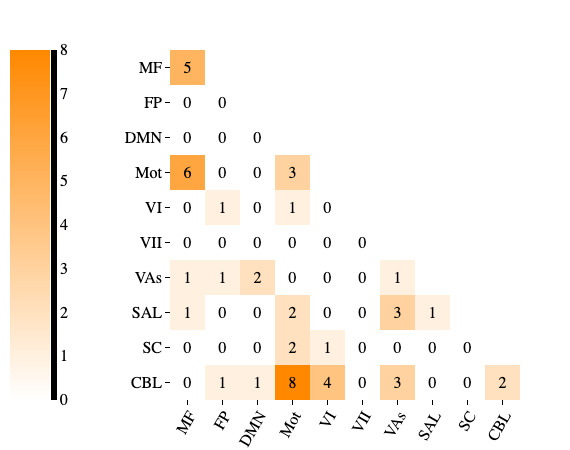 8
7
6
5
4
3
2
1
0
MF 5
FP 0 0
DMN 0 0 0
Mot 6 0 0 3
VI 0 1 0 1 0
VII 0 0 0 0 0 0
VAs 1 1 2 0 0 0 1
SAL 1 0 0 2 0 0 3 1
SC 0 0 0 2 1 0 0 0 0
CBL 0 1 1 8 4 0 3 0 0 2
MF FP DMN Mot VI VII VAs SAL SC CBL